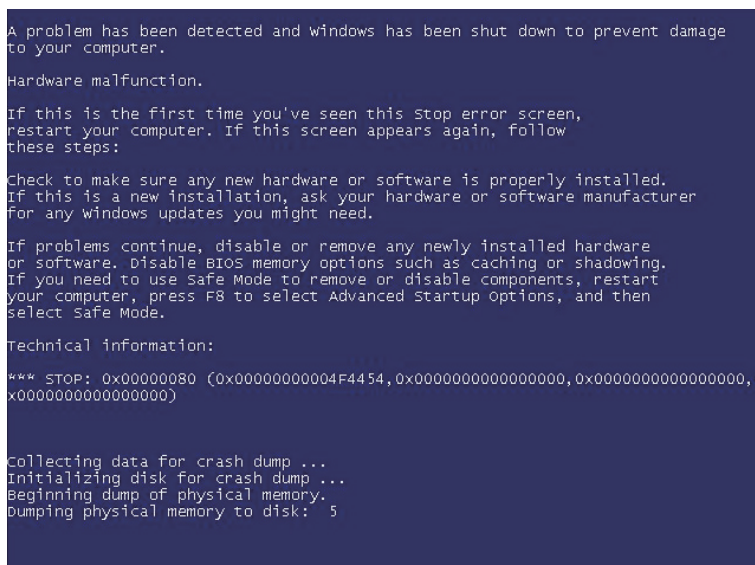 A problem has been detected and Windows has been shut down to prevent damage
to your computer.
Hardware malfunction.
If this is the first time you've seen this Stop error screen,
restart your computer. If this screen appears again, follow
these steps:
Check to make sure any new hardware or software is properly installed.
If this is a new installation, ask your hardware or software manufacturer
for any Windows updates you might need.
If problems continue, disable or remove any newly installed hardware
or software. Disable BIOS memory options such as caching or shadowing.
If you need to use Safe Mode to remove or disable components, restart
your computer, press F8 to select Advanced Startup Options, and then
select Safe Mode.
Technical information:
*** STOP: 0x00000080 (0x00000000004F4454,0x0000000000000000,0x0000000000000000,
x0000000000000000)
Collecting data for crash dump ...
Initializing disk for crash dump ...
Beginning dump of physical memory.
Dumping physical memory to disk:  5